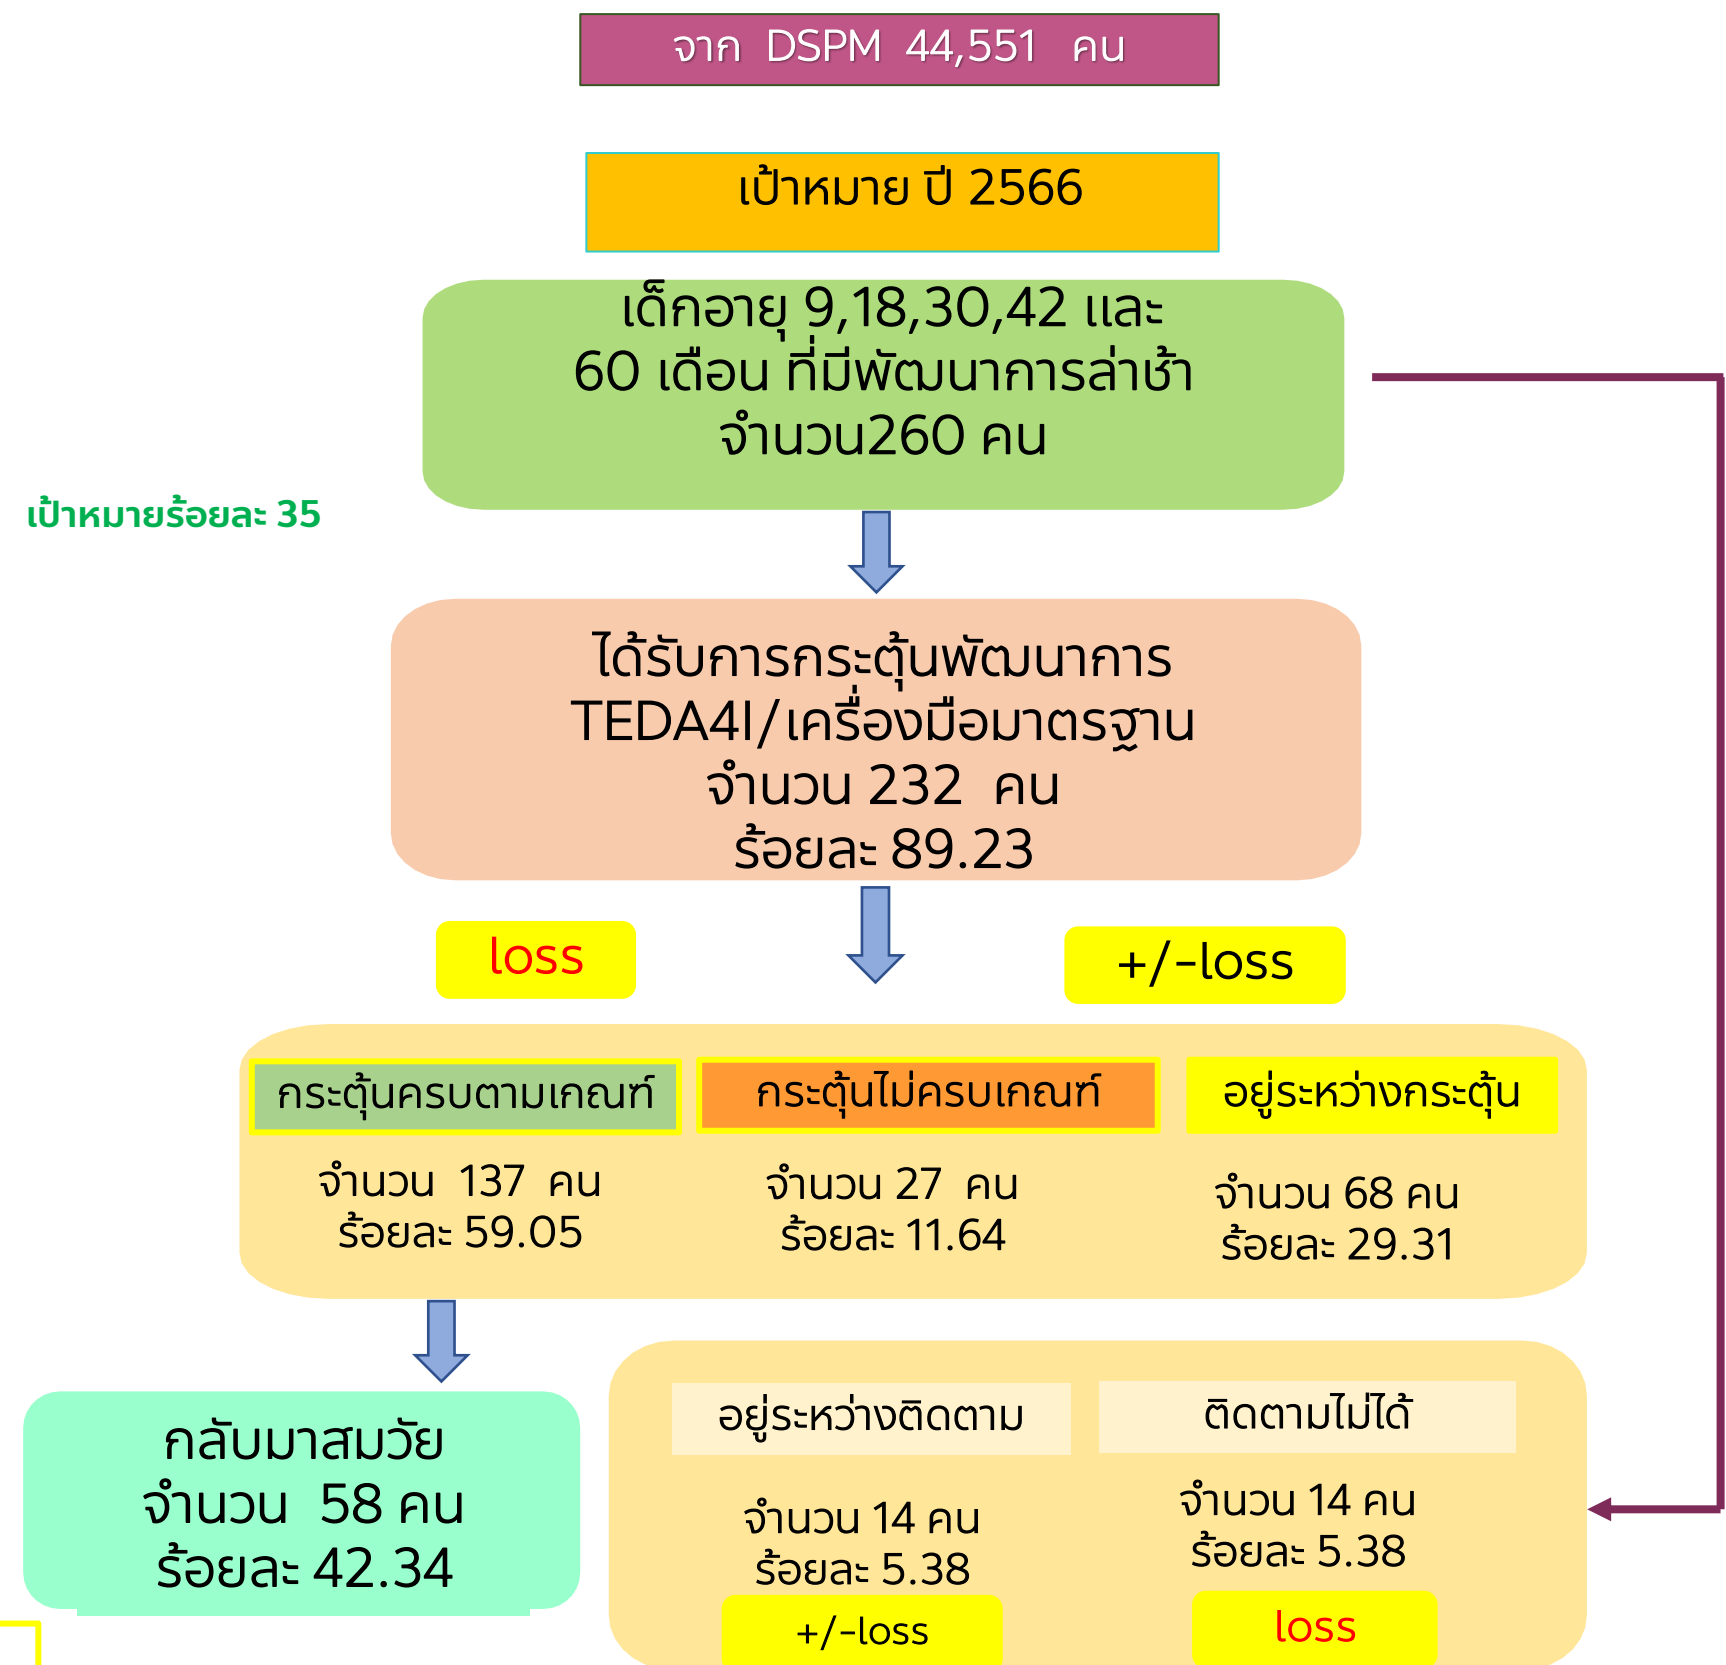 จาก DSPM 44,551 คน
เป้าหมาย ปี 2566
เด็กอายุ 9,18,30,42 และ
60 เดือน ที่มีพัฒนาการล่าช้า
จำนวน260 คน
เป้าหมายร้อยละ 35
ได้รับการกระตุ้นพัฒนาการ
TEDA4I/เครื่องมือมาตรฐาน
จำนวน 232 คน
ร้อยละ 89.23
loss
+/-loss
กระตุ้นครบตามเกณฑ์
จำนวน 137 คน
ร้อยละ 59.05
กระตุ้นไม่ครบเกณฑ์
จำนวน 27 คน
ร้อยละ 11.64
อยู่ระหว่างกระตุ้น
จำนวน 68 คน
ร้อยละ 29.31
กลับมาสมวัย
จำนวน 58 คน
ร้อยละ 42.34
อยู่ระหว่างติดตาม
จำนวน 14 คน
ร้อยละ 5.38
+/-loss
ติดตามไม่ได้
จำนวน 14 คน
ร้อยละ 5.38
loss